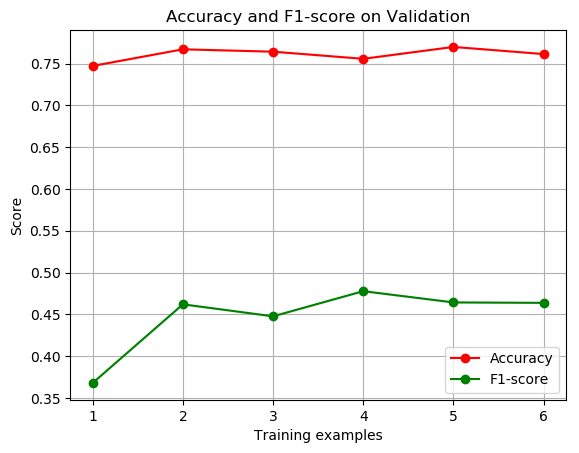 Accuracy and F1-score on Validation
Score
0.75
0.70
0.65
0.60
0.55
0.50
0.45
0.40
0.35
Accuracy
F1-score
1 2 3 4 5 6
Training examples